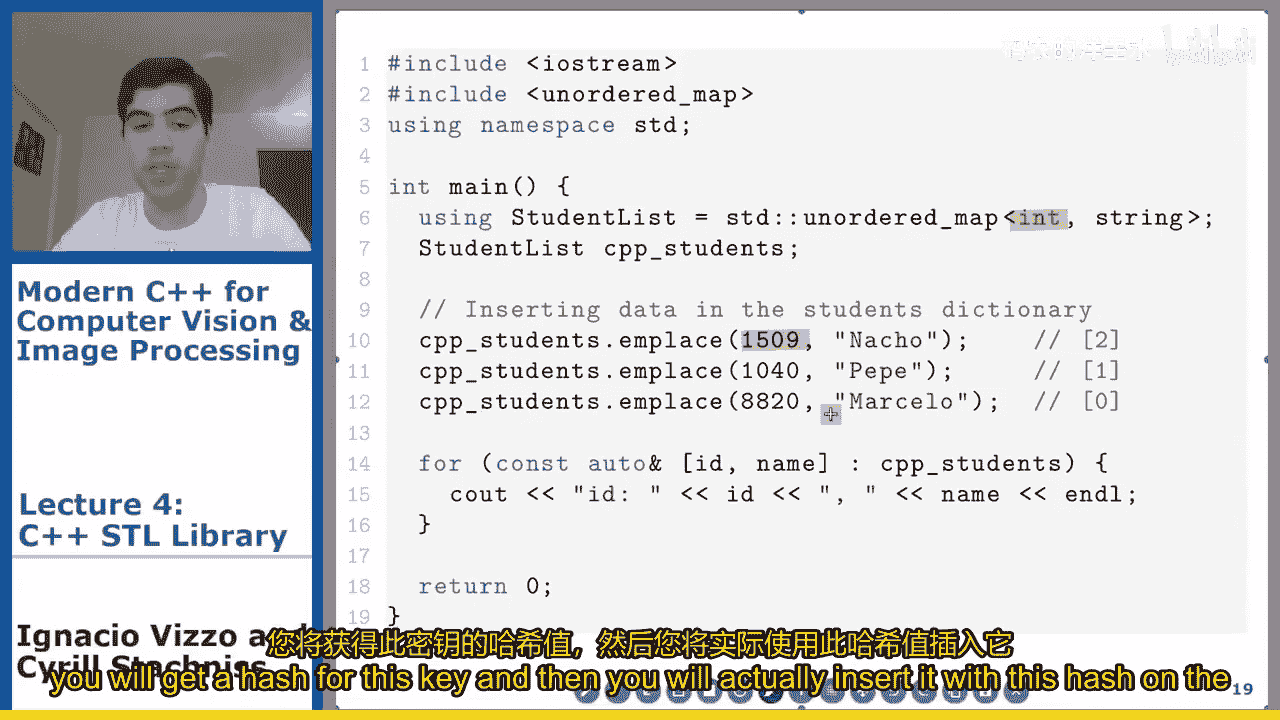 Modern C++ for
Computer Vision &
Image Processing
Lecture 4:
C++ STL Library
Ignacio Vizzo and
Cyrill Stachniss
1 #include <iostream>
2 #include <unordered_map>
3 using namespace std;
4
5 int main() {
6 using StudentList = std::unordered_map<int, string>;
7 StudentList cpp_students;
8
9 // Inserting data in the students dictionary
10 cpp_students.emplace(1509, "Nacho"); // [2]
11 cpp_students.emplace(1040, "Pepe"); // [1]
12 cpp_students.emplace(8820, "Marcelo"); // [0]
13
14 for (const auto& [id, name] : cpp_students) {
15 cout << "id: " << id << ", " << name << endl;
16 }
17
18 return 0;
19 }
您将获得此密钥的哈希值，然后您将实际使用此哈希值插入它
you will get a hash for this key and then you will actually insert it with this hash on the
19